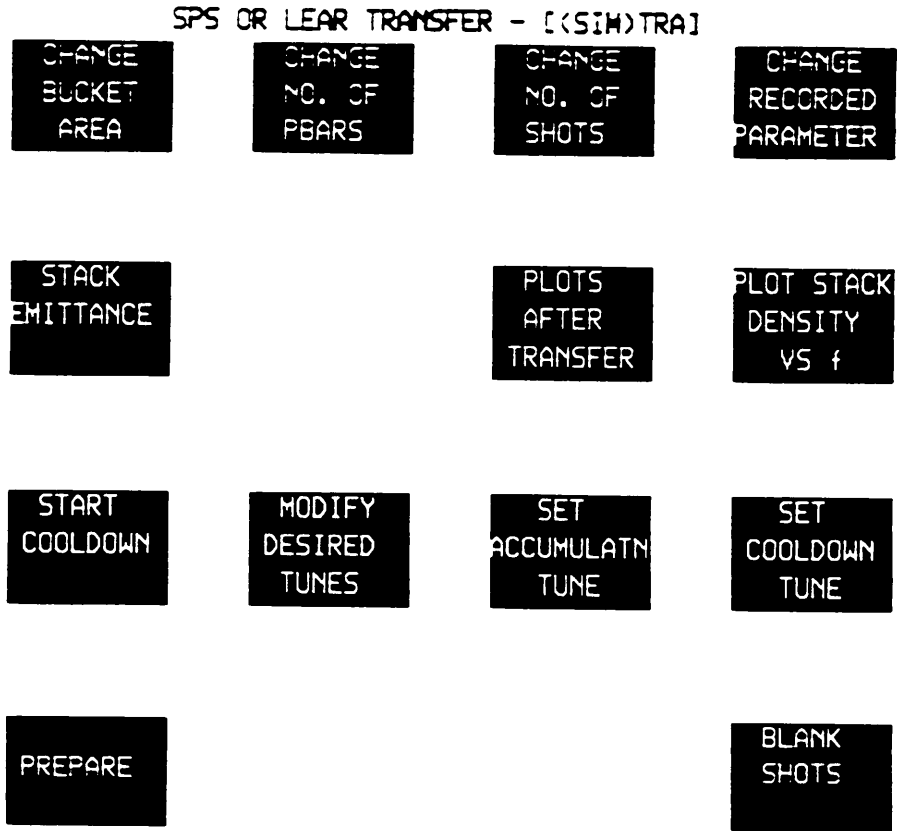 SPS OR LEAR TRANSFER - [(SIM)TRA]
CHANGE
BUCKET
AREA
CHANGE
NO. OF
PBARS
CHANGE
NO. OF
SHOTS
CHANGE
RECORDED
PARAMETER
STACK
EMITTANCE
PLOTS
AFTER
TRANSFER
PLOT STACK
DENSITY
VS f
START
COOLDOWN
MODIFY
DESIRED
TUNES
SET
ACCUMULATN
TUNE
SET
COOLDOWN
TUNE
PREPARE
BLANK
SHOTS